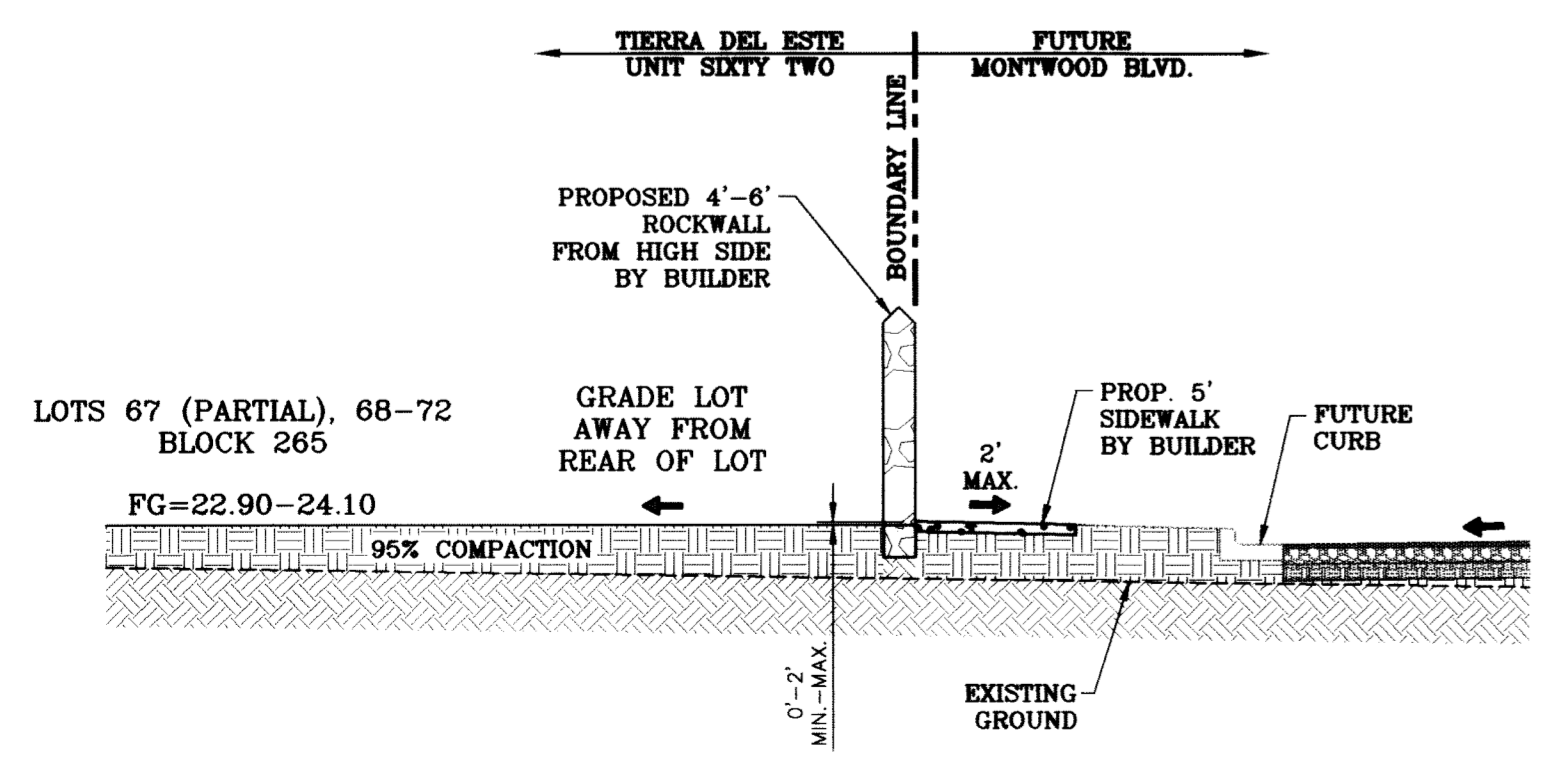 TIERRA DEL ESTE
UNIT SIXTY TWO
FUTURE
MONTWOOD BLVD.
BOUNDARY LINE
PROPOSED 4'-6'
ROCKWALL
FROM HIGH SIDE
BY BUILDER
LOTS 67 (PARTIAL), 68-72
BLOCK 265
GRADE LOT
AWAY FROM
REAR OF LOT
2'
MAX.
PROP. 5'
SIDEWALK
BY BUILDER
FUTURE
CURB
FG=22.90-24.10
95% COMPACTION
0'-2'
MIN.-MAX.
EXISTING
GROUND